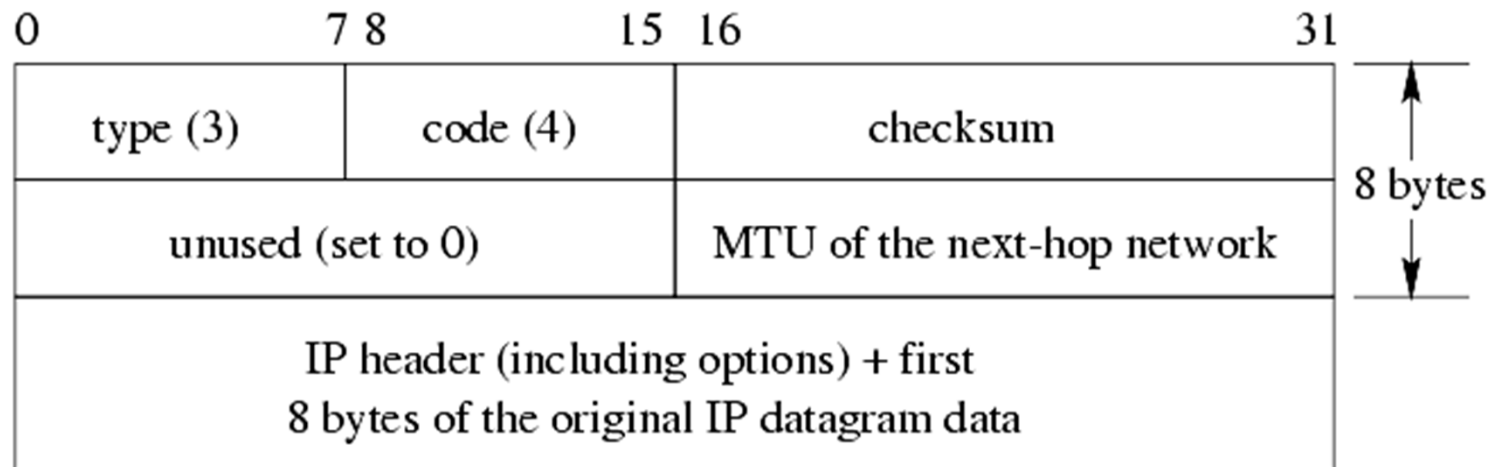 0 7 8 15 16 31
type (3) code (4) checksum
8 bytes
unused (set to 0) MTU of the next-hop network
IP header (including options) + first
8 bytes of the original IP datagram data